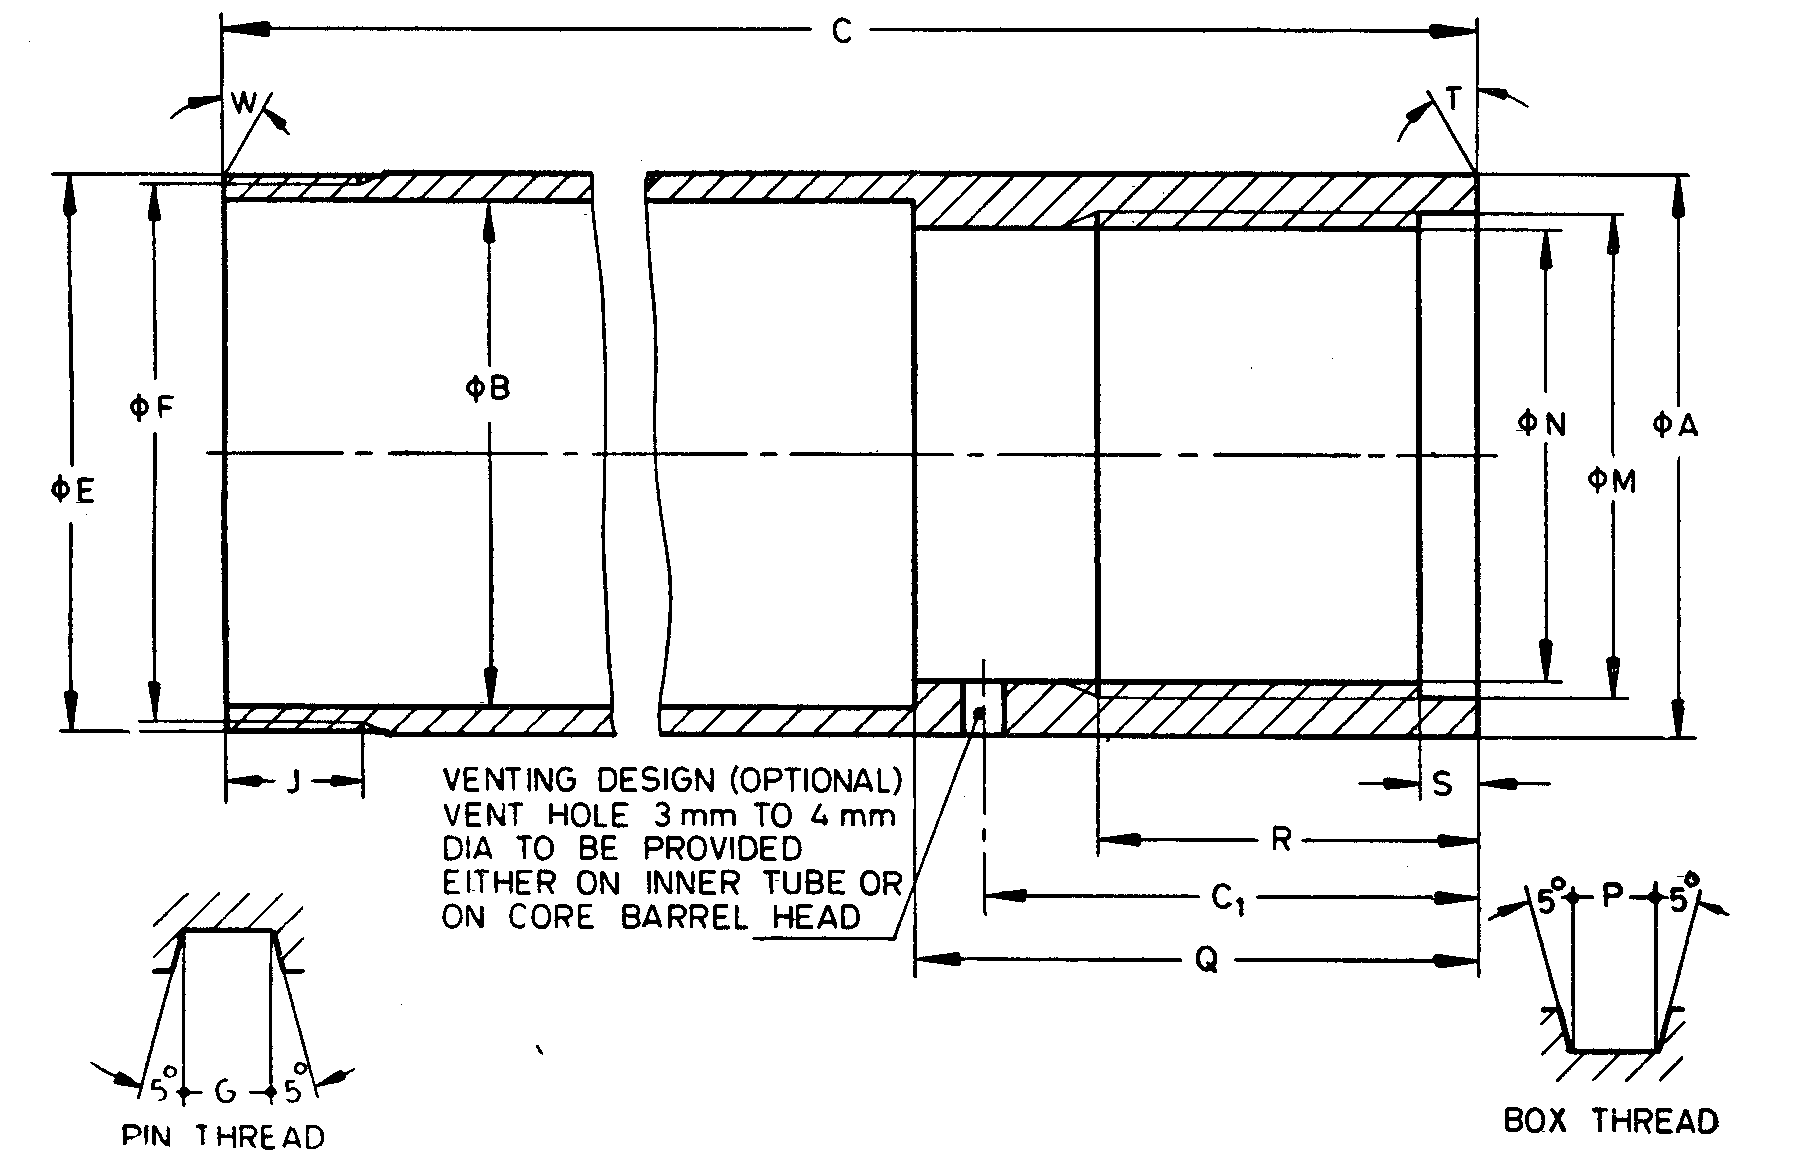 C
W
T
ΦB
ΦF
ΦN
ΦA
ΦM
ΦE
J
S
VENTING DESIGN (OPTIONAL)
VENT HOLE 3 mm TO 4 mm
DIA TO BE PROVIDED
EITHER ON INNER TUBE OR
ON CORE BARREL HEAD
R
C1
Q
5° P 5°
5° G 5°
PIN THREAD
BOX THREAD